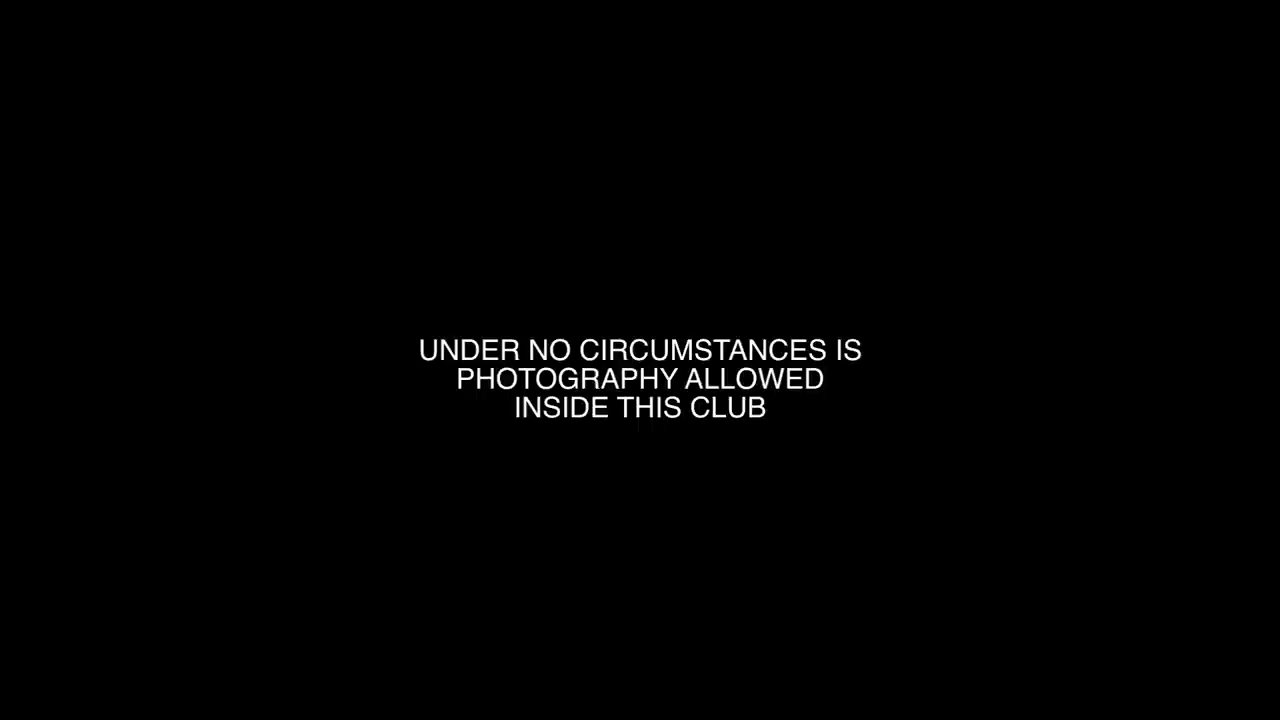 UNDER NO CIRCUMSTANCES IS
PHOTOGRAPHY ALLOWED
INSIDE THIS CLUB